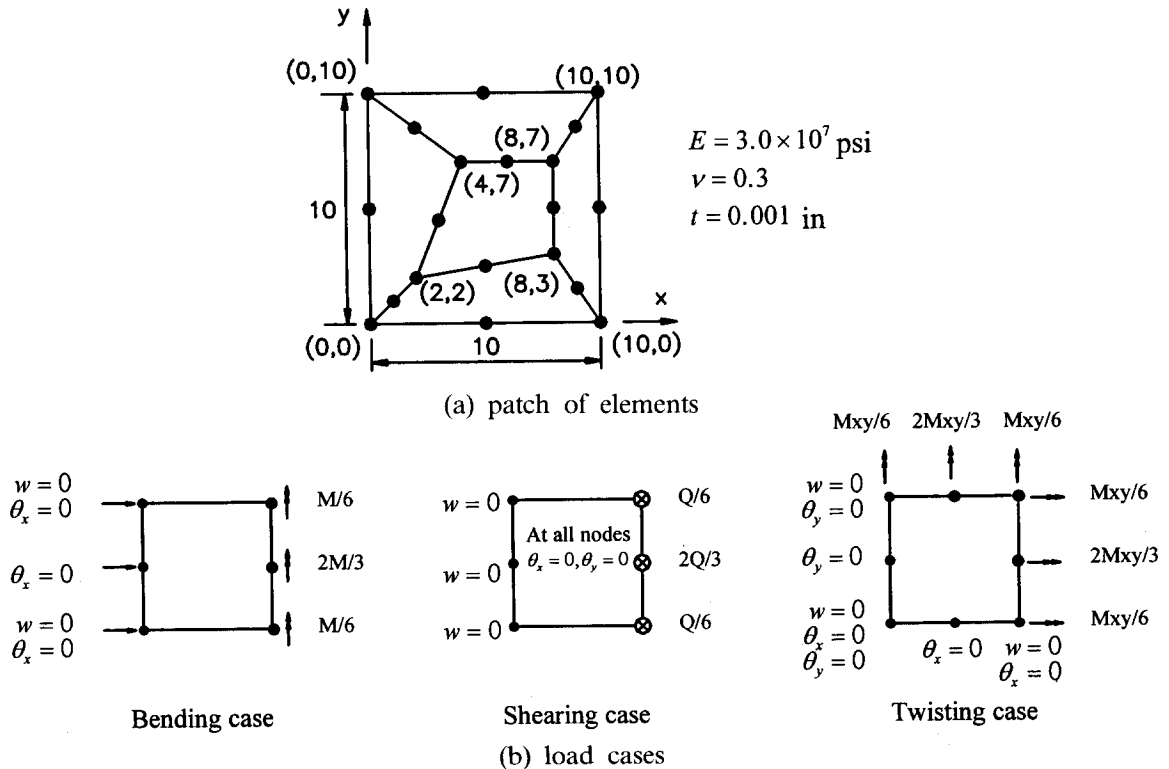 y
(0,10)
(10,10)
(8,7)
(4,7)
10
(2,2)
(8,3)
x
(0,0)
10
(10,0)
E = 3.0 × 10⁷ psi
ν = 0.3
t = 0.001 in
(a) patch of elements
w = 0
θₓ = 0
M/6
θₓ = 0
2M/3
w = 0
θₓ = 0
M/6
Bending case
w = 0
Q/6
At all nodes
θₓ = 0, θᵧ = 0
w = 0
2Q/3
w = 0
Q/6
Shearing case
Mxy/6 2Mxy/3 Mxy/6
w = 0
θᵧ = 0
Mxy/6
θᵧ = 0
2Mxy/3
w = 0
θₓ = 0
θᵧ = 0
θₓ = 0
w = 0
θₓ = 0
Mxy/6
Twisting case
(b) load cases